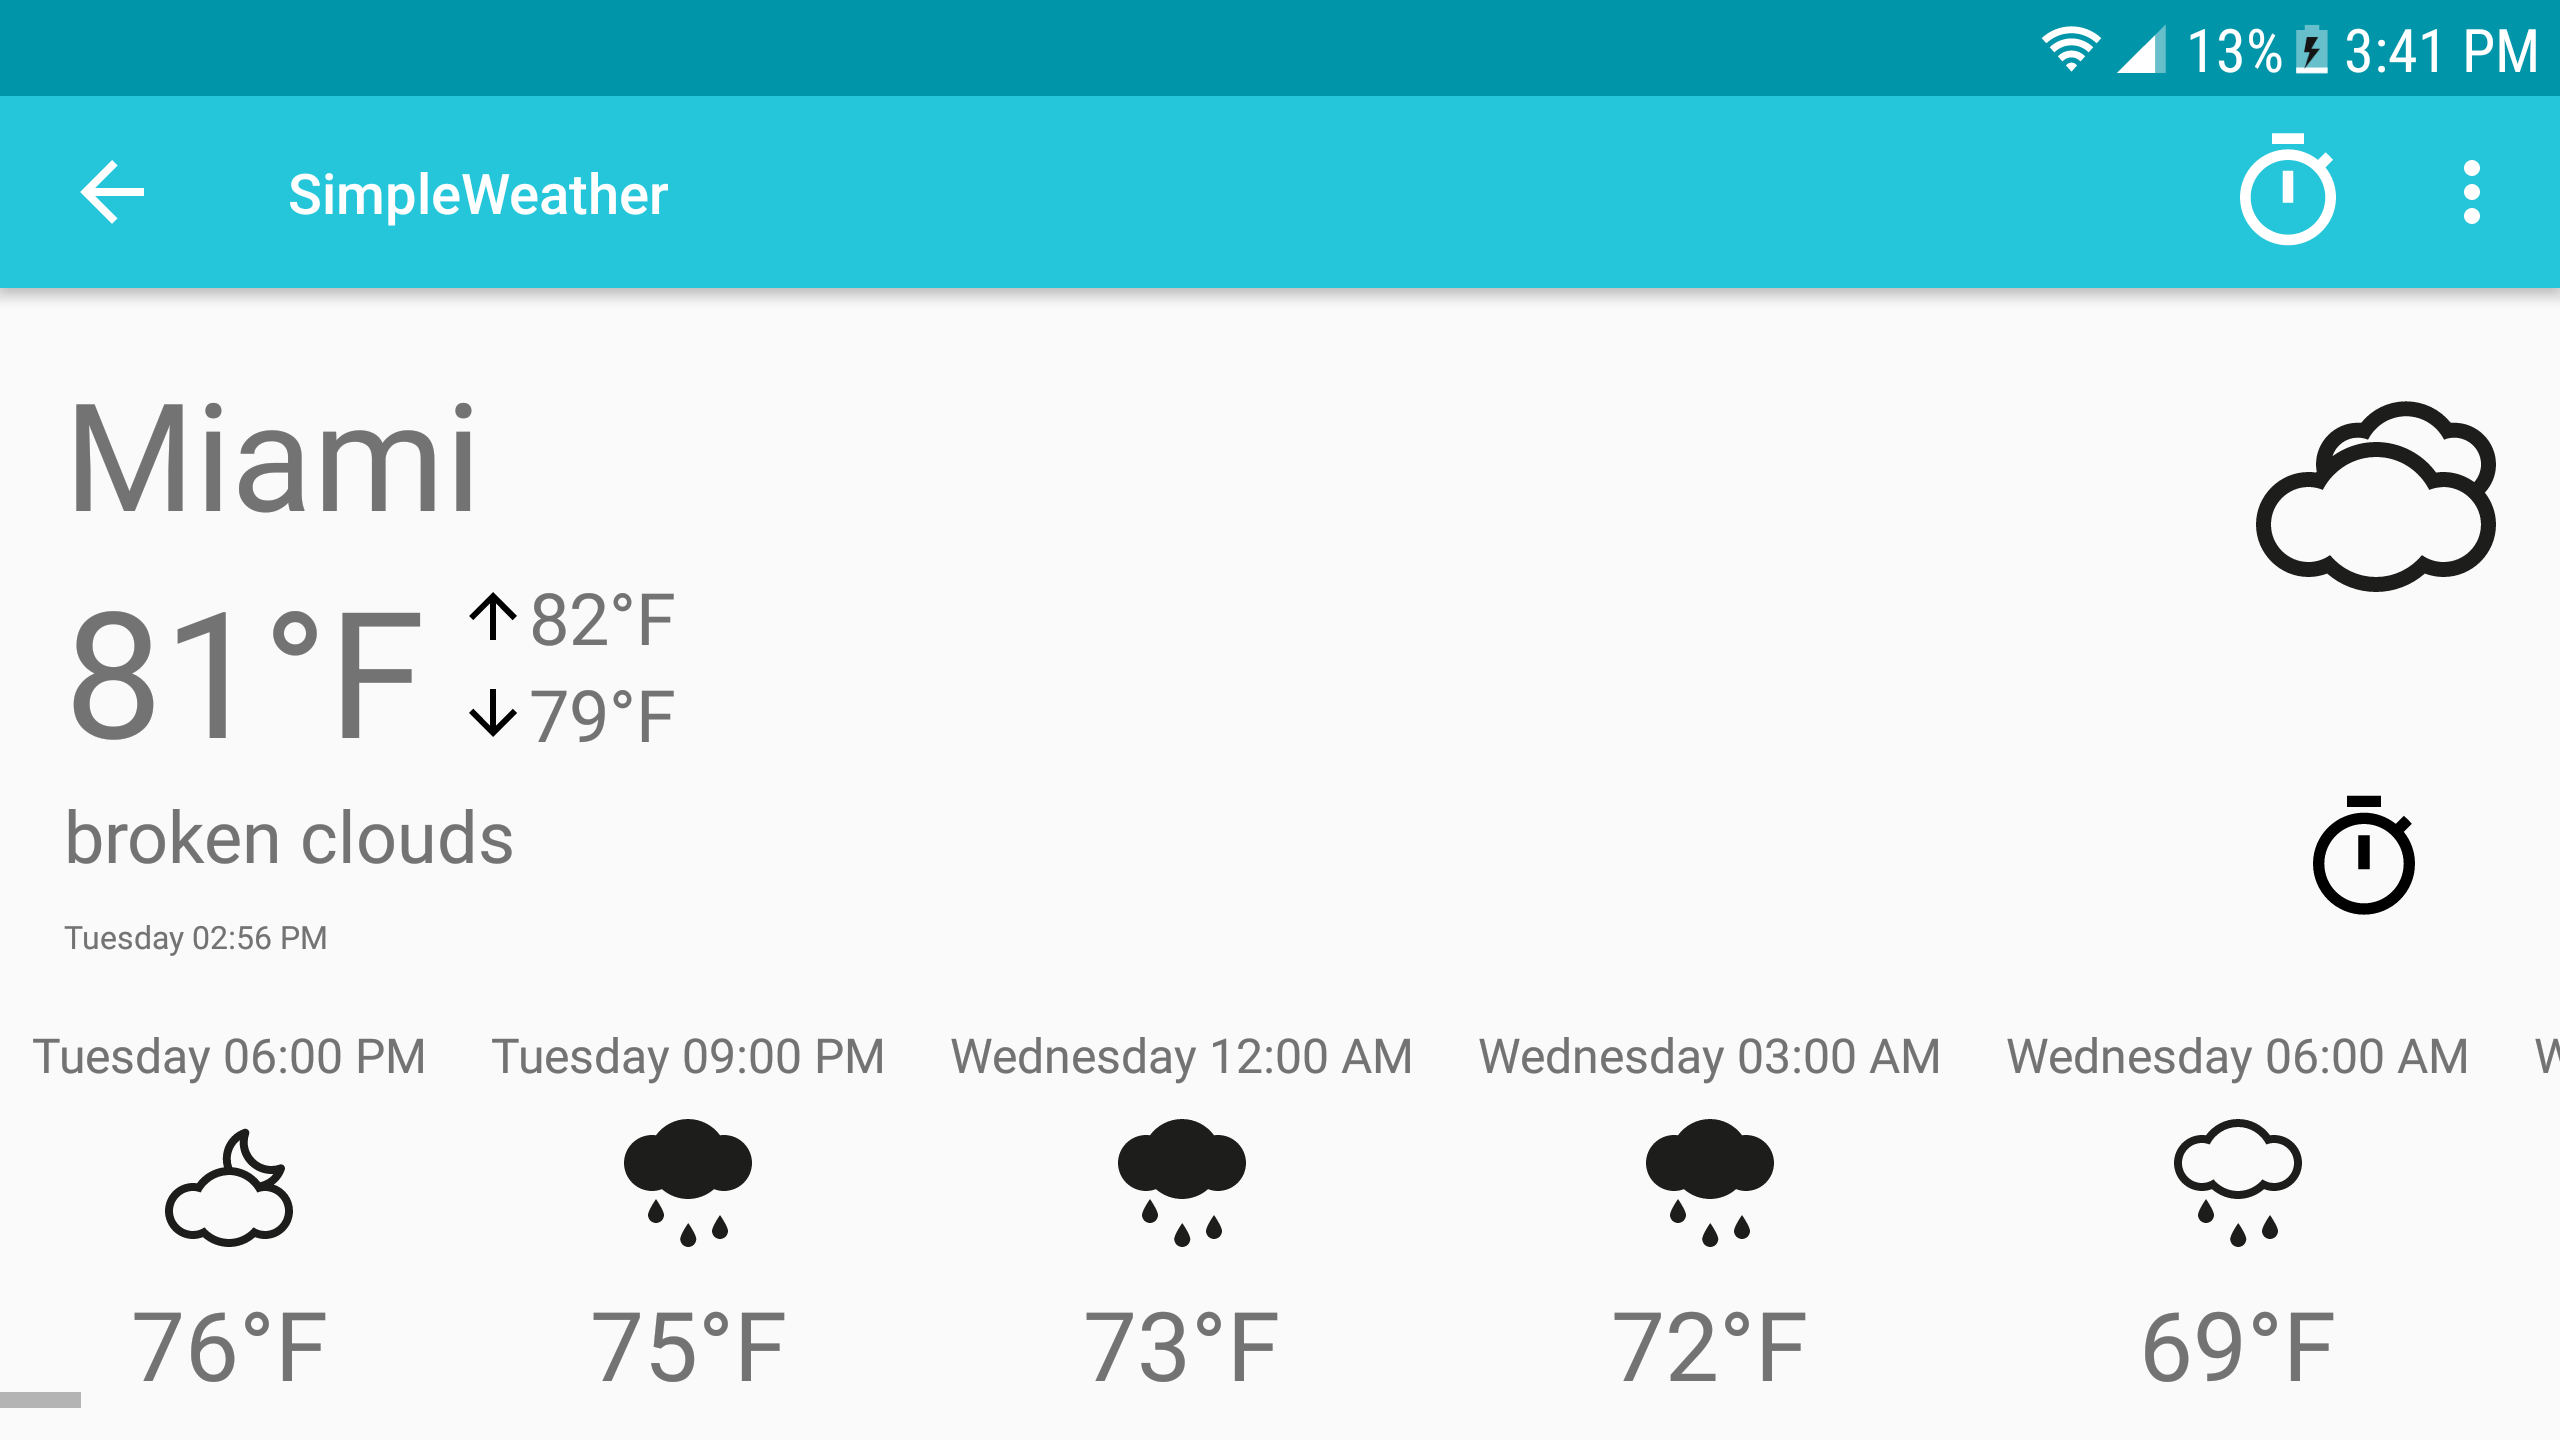 13% 3:41 PM
SimpleWeather
Miami
81°F
82°F
79°F
broken clouds
Tuesday 02:56 PM
Tuesday 06:00 PM Tuesday 09:00 PM Wednesday 12:00 AM Wednesday 03:00 AM Wednesday 06:00 AM
76°F 75°F 73°F 72°F 69°F